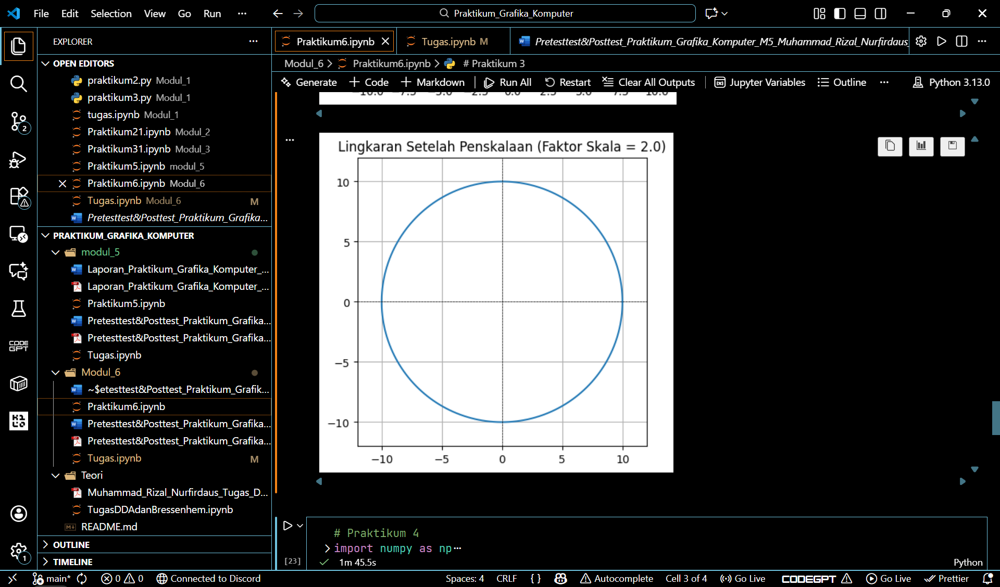 File Edit Selection View Go Run ... Praktikum_Grafika_Komputer
EXPLORER ...
OPEN EDITORS
praktikum2.py Modul_1
praktikum3.py Modul_1
tugas.ipynb Modul_1
Praktikum21.ipynb Modul_2
Praktikum31.ipynb Modul_3
Praktikum5.ipynb modul_5
Praktikum6.ipynb Modul_6
Tugas.ipynb Modul_6 M
Pretesttest&Posttest_Praktikum_Grafika...
PRAKTIKUM_GRAFIKA_KOMPUTER
modul_5
Laporan_Praktikum_Grafika_Komputer_...
Laporan_Praktikum_Grafika_Komputer_...
Praktikum5.ipynb
Pretesttest&Posttest_Praktikum_Grafika...
Pretesttest&Posttest_Praktikum_Grafika...
Tugas.ipynb
Modul_6
~$etesttest&Posttest_Praktikum_Grafik...
Praktikum6.ipynb
Pretesttest&Posttest_Praktikum_Grafika...
Pretesttest&Posttest_Praktikum_Grafika...
Tugas.ipynb M
Teori
Muhammad_Rizal_Nurfirdaus_Tugas_D...
TugasDDAdanBressenhem.ipynb
README.md
OUTLINE
TIMELINE
2
CODE
GPT
1
Praktikum6.ipynb Tugas.ipynb M Pretesttest&Posttest_Praktikum_Grafika_Komputer_M5_Muhammad_Rizal_Nurfirdaus_
Modul_6 > Praktikum6.ipynb > # Praktikum 3
Generate + Code + Markdown Run All Restart Clear All Outputs Jupyter Variables Outline ... Python 3.13.0
−10.0 −7.5 −5.0 −2.5 0.0 2.5 5.0 7.5 10.0
Lingkaran Setelah Penskalaan (Faktor Skala = 2.0)
10
5
0
−5
−10
−10 −5 0 5 10
# Praktikum 4
import numpy as np...
[23] 1m 45.5s Python
main* 0 0 Connected to Discord Spaces: 4 CRLF { } Autocomplete Cell 3 of 4 Go Live CODEGPT Go Live Prettier